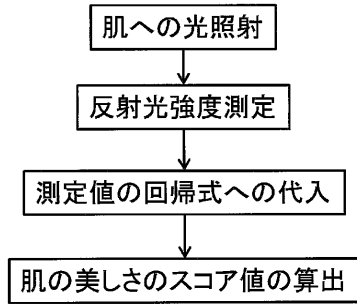 肌への光照射
反射光強度測定
測定値の回帰式への代入
肌の美しさのスコア値の算出